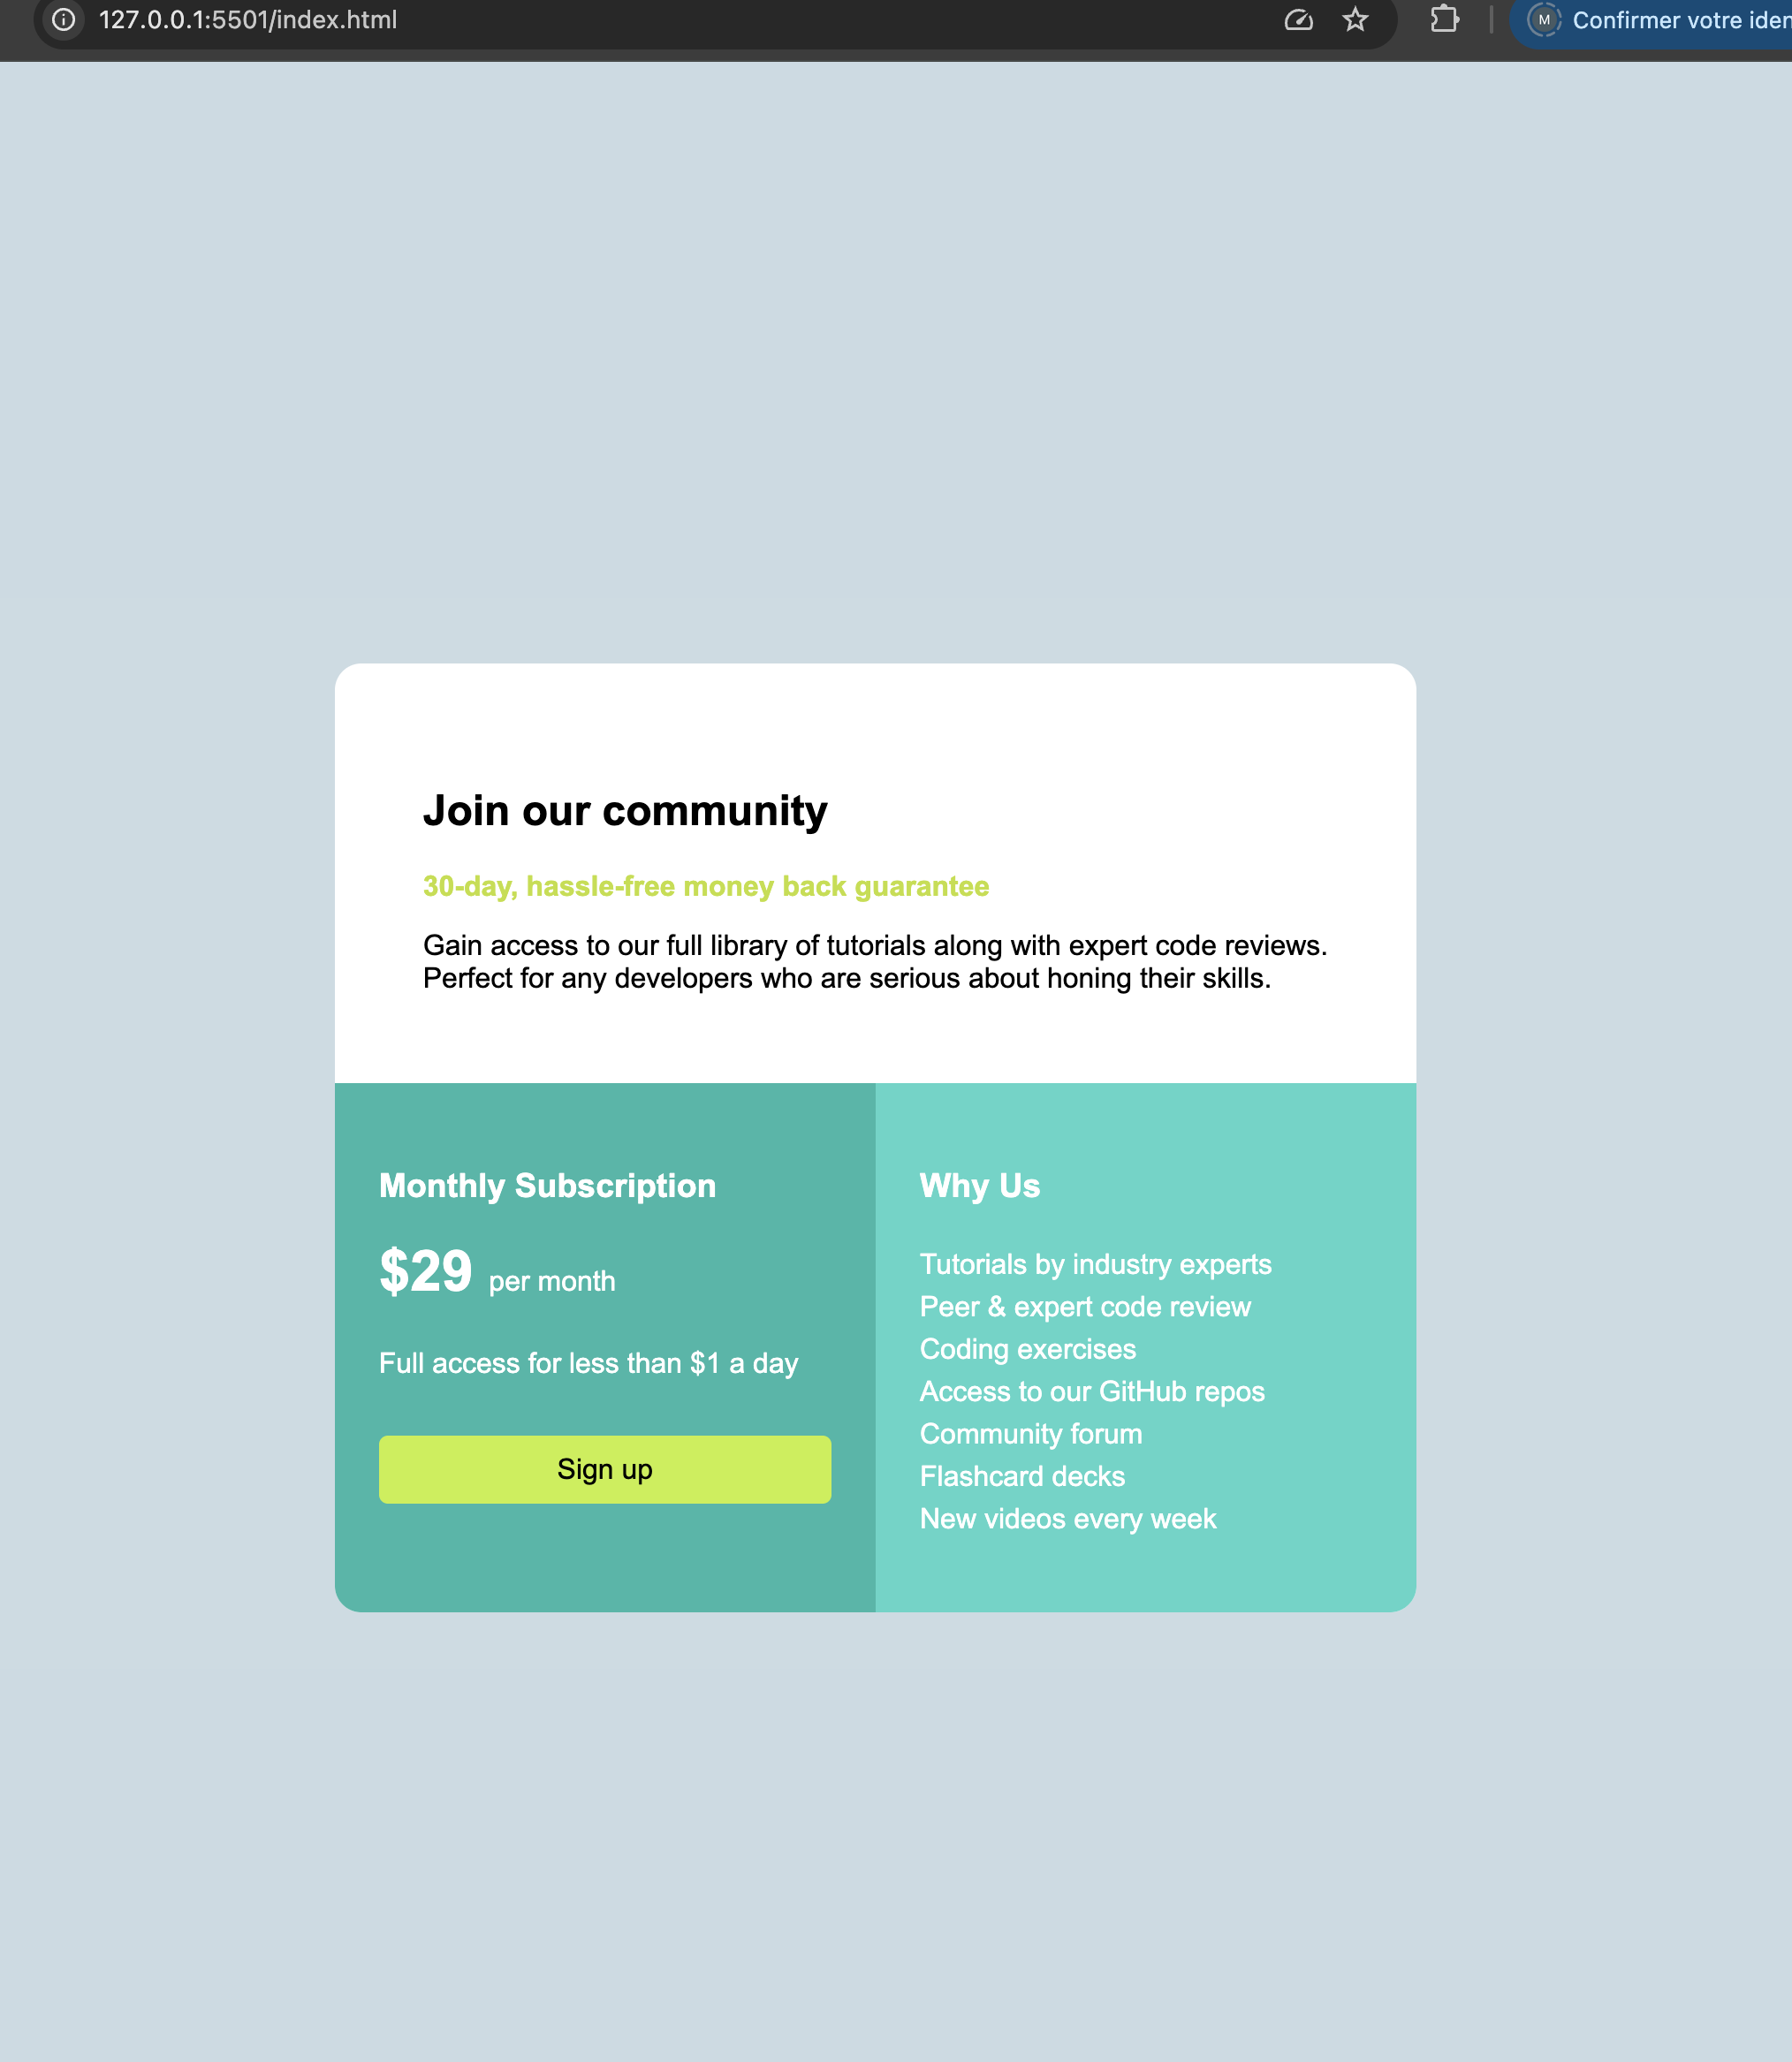 127.0.0.1:5501/index.html
M Confirmer votre iden
Join our community
30-day, hassle-free money back guarantee
Gain access to our full library of tutorials along with expert code reviews.
Perfect for any developers who are serious about honing their skills.
Monthly Subscription
$29 per month
Full access for less than $1 a day
Sign up
Why Us
Tutorials by industry experts
Peer & expert code review
Coding exercises
Access to our GitHub repos
Community forum
Flashcard decks
New videos every week